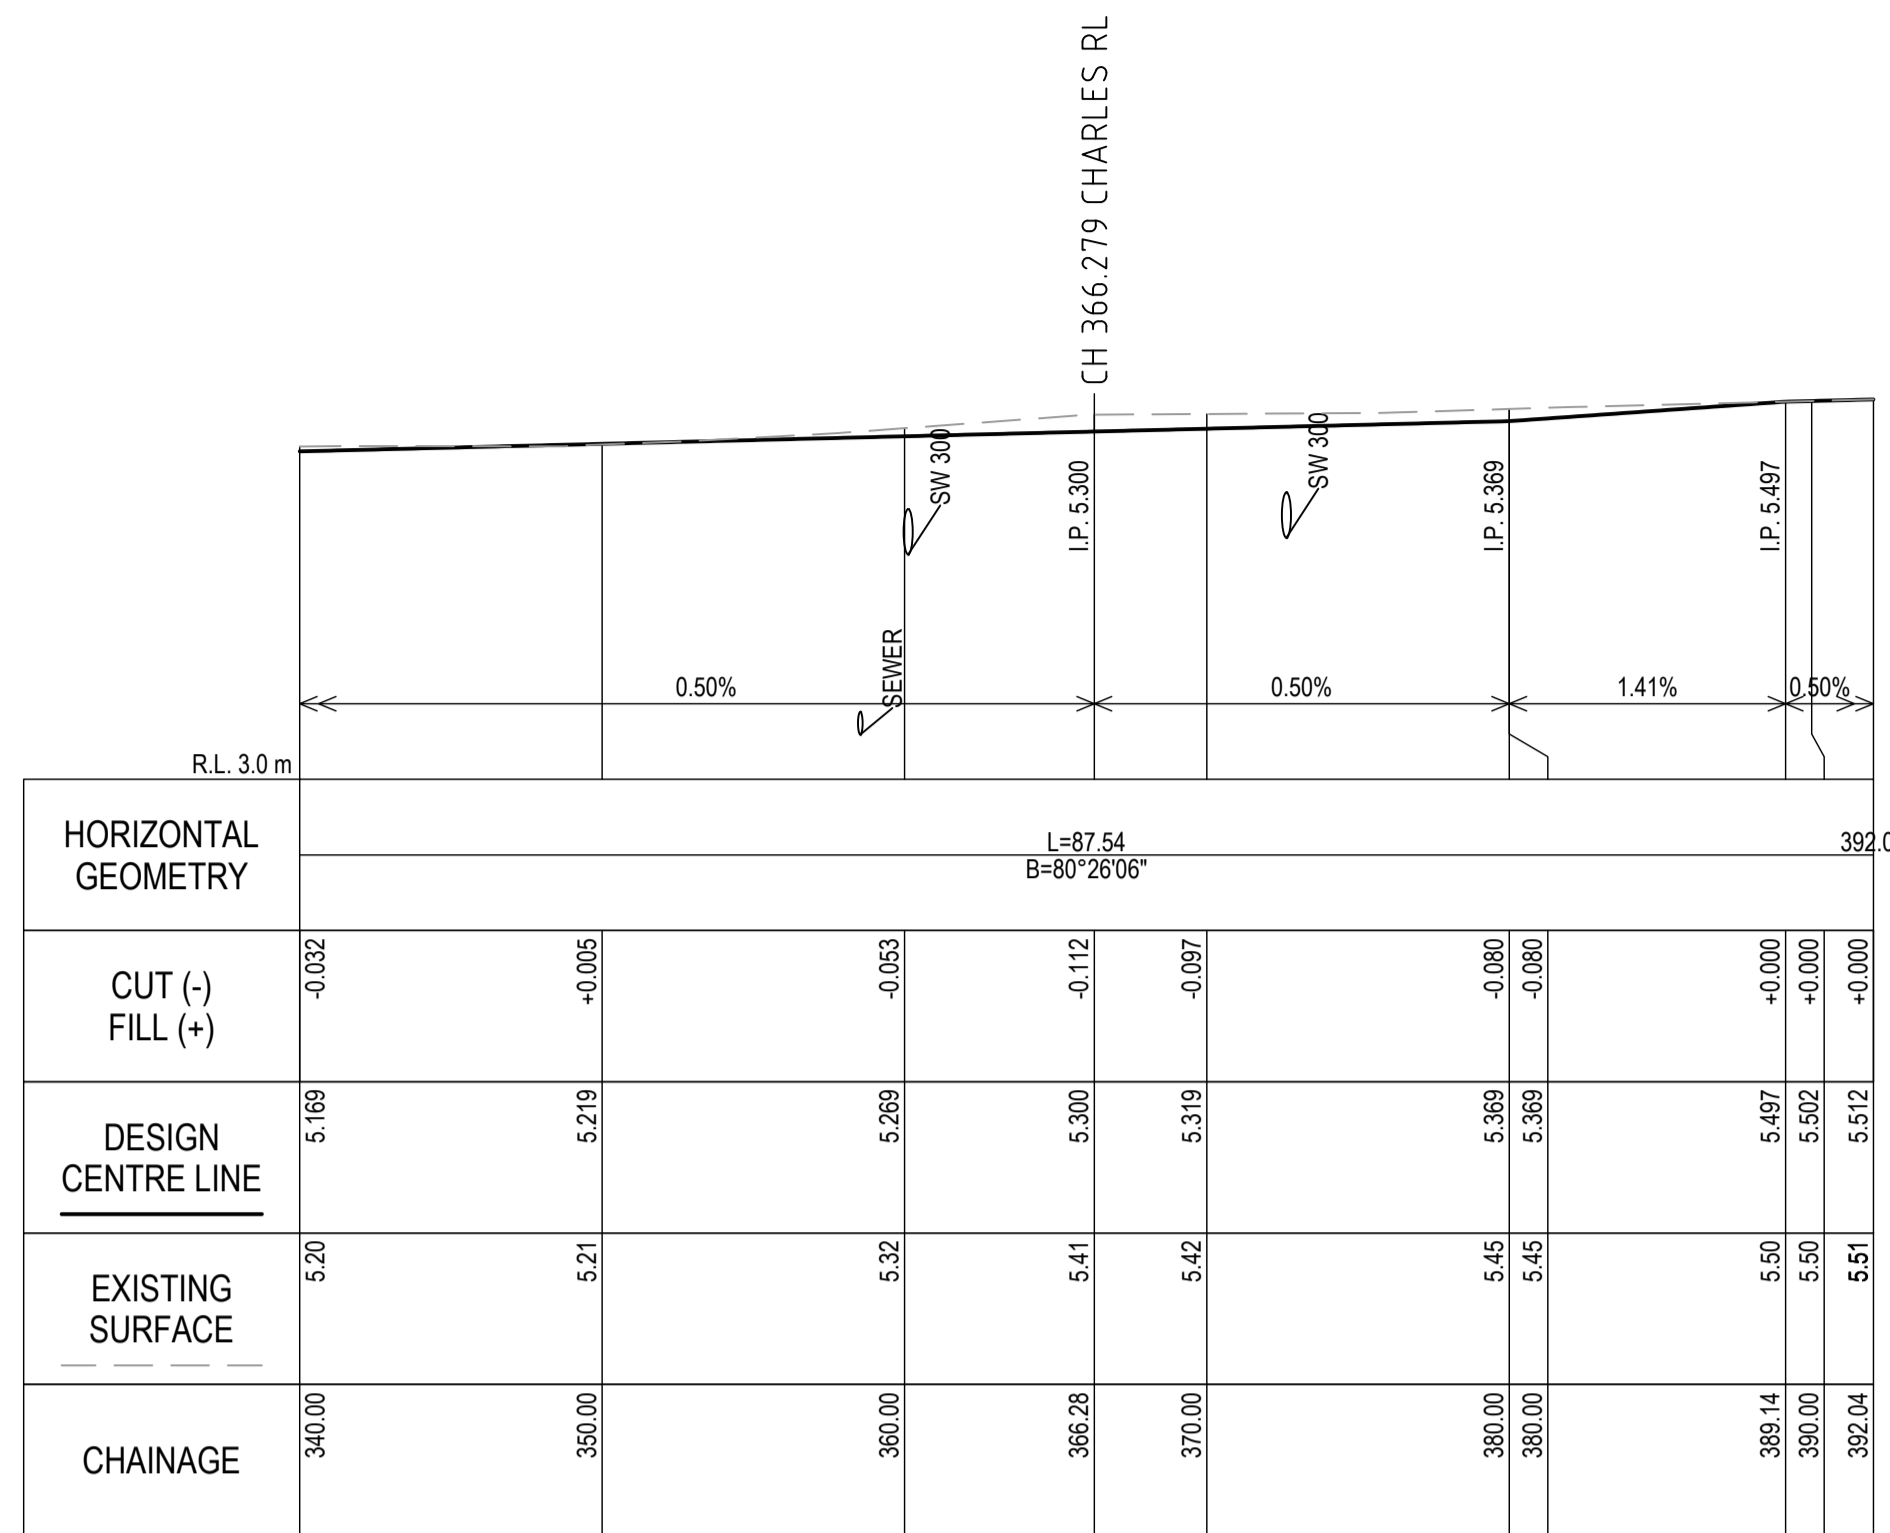 CH 366.279 CHARLES RL
SW 300
SW 300
I.P. 5.300
I.P. 5.369
I.P. 5.497
SEWER
0.50%
0.50%
1.41%
0.50%
R.L. 3.0 m
HORIZONTAL
GEOMETRY
L=87.54
B=80°26'06"
392.0
CUT (-)
FILL (+)
-0.032
+0.005
-0.053
-0.112
-0.097
-0.080
-0.080
+0.000
+0.000
+0.000
DESIGN
CENTRE LINE
5.169
5.219
5.269
5.300
5.319
5.369
5.369
5.497
5.502
5.512
EXISTING
SURFACE
5.20
5.21
5.32
5.41
5.42
5.45
5.45
5.50
5.50
5.51
CHAINAGE
340.00
350.00
360.00
366.28
370.00
380.00
380.00
389.14
390.00
392.04